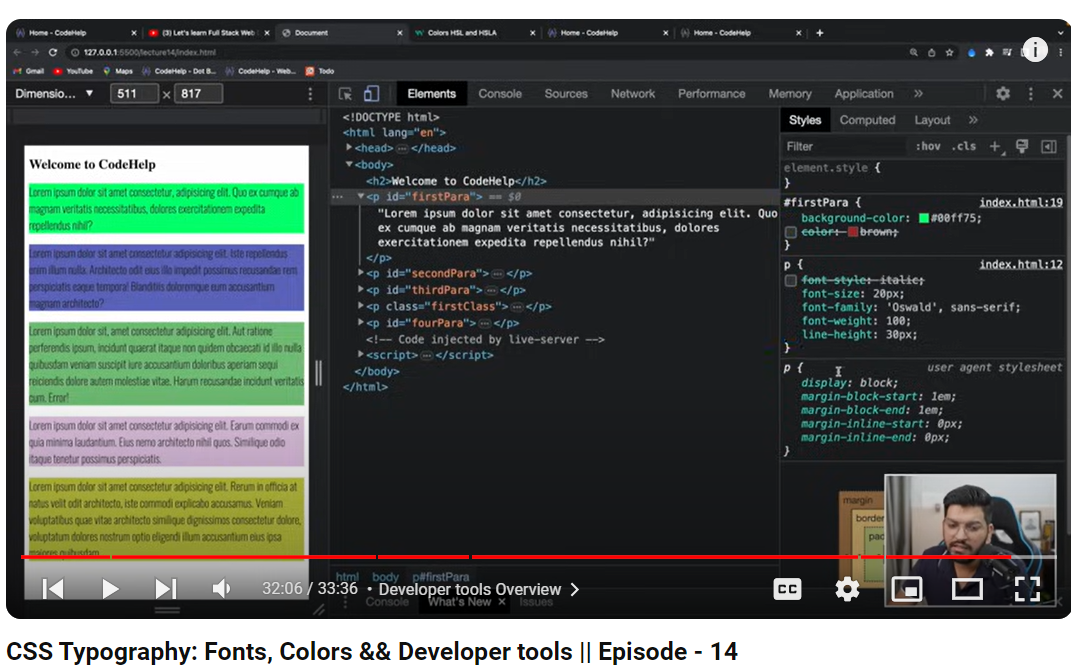 Home - CodeHelp
(3) Let's learn Full Stack Web
Document
Colors HSL and HSLA
Home - CodeHelp
Home - CodeHelp
127.0.0.1:5500/lecture14/index.html
Gmail
YouTube
Maps
CodeHelp - Dot B...
CodeHelp - Web...
Todo
Dimensio... ▼ 511 × 817
Elements Console Sources Network Performance Memory Application »
Welcome to CodeHelp
Lorem ipsum dolor sit amet consectetur, adipisicing elit. Quo ex cumque ab
magnam veritatis necessitatibus, dolores exercitationem expedita
repellendus nihil?
Lorem ipsum dolor sit amet consectetur adipisicing elit. Iste repellendus
enim illum nulla. Architecto odit eius illo impedit possimus recusandae rem
perspiciatis eaque tempora! Blanditiis doloremque eum accusantium
magnam architecto?
Lorem ipsum dolor sit amet consectetur adipisicing elit. Aut ratione
perferendis ipsum, incidunt quaerat itaque non quidem obcaecati id illo nulla
quibusdam veniam suscipit iure accusantium doloribus aperiam sequi
reiciendis dolore autem molestiae vitae. Harum recusandae incidunt veritatis
cum. Error!
Lorem ipsum dolor sit amet consectetur adipisicing elit. Earum commodi ex
quia minima laudantium. Eius nemo architecto nihil quos. Similique odio
itaque tenetur possimus perspiciatis.
Lorem ipsum dolor sit amet consectetur adipisicing elit. Rerum in officia at
natus velit odit architecto, iste commodi explicabo accusamus. Veniam
voluptatibus quae vitae architecto similique dignissimos consectetur dolore,
voluptatum dolores nostrum optio eligendi illum accusantium eius ipsa
maiores quibusdam
<!DOCTYPE html>
<html lang="en">
<head>…</head>
<body>
<h2>Welcome to CodeHelp</h2>
<p id="firstPara"> == $0
"Lorem ipsum dolor sit amet consectetur, adipisicing elit. Quo
ex cumque ab magnam veritatis necessitatibus, dolores
exercitationem expedita repellendus nihil?"
</p>
<p id="secondPara">…</p>
<p id="thirdPara">…</p>
<p class="firstClass">…</p>
<p id="fourPara">…</p>
<!-- Code injected by live-server -->
<script>…</script>
</body>
</html>
Styles Computed Layout »
Filter :hov .cls +
element.style {
}
#firstPara { index.html:19
background-color: #00ff75;
color: brown;
}
p { index.html:12
font-style: italic;
font-size: 20px;
font-family: 'Oswald', sans-serif;
font-weight: 100;
line-height: 30px;
}
p { user agent stylesheet
display: block;
margin-block-start: 1em;
margin-block-end: 1em;
margin-inline-start: 0px;
margin-inline-end: 0px;
}
margin
border
pad
html body p#firstPara
Console What's New × Issues
32:06 / 33:36 • Developer tools Overview
CC
CSS Typography: Fonts, Colors && Developer tools || Episode - 14